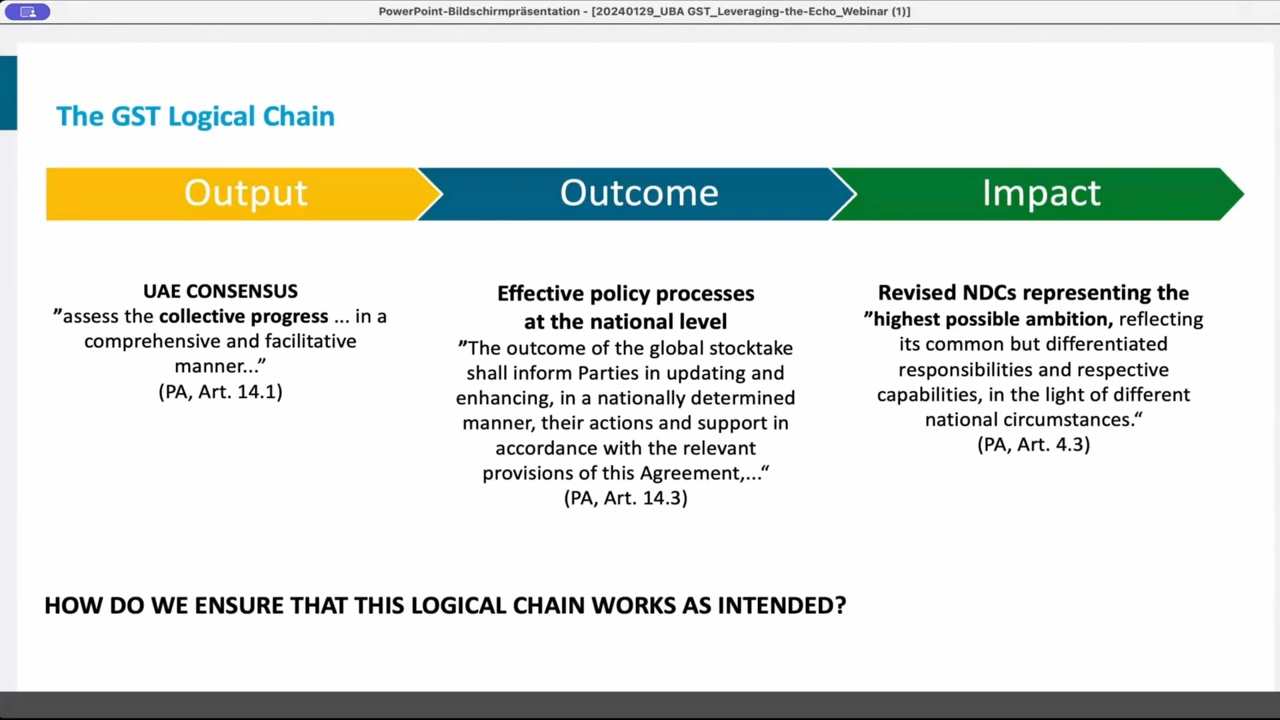 PowerPoint-Bildschirmpräsentation - [20240129_UBA GST_Leveraging-the-Echo_Webinar (1)]
The GST Logical Chain
Output
Outcome
Impact
UAE CONSENSUS
”assess the collective progress ... in a
comprehensive and facilitative
manner...”
(PA, Art. 14.1)
Effective policy processes
at the national level
”The outcome of the global stocktake
shall inform Parties in updating and
enhancing, in a nationally determined
manner, their actions and support in
accordance with the relevant
provisions of this Agreement,...“
(PA, Art. 14.3)
Revised NDCs representing the
”highest possible ambition, reflecting
its common but differentiated
responsibilities and respective
capabilities, in the light of different
national circumstances.“
(PA, Art. 4.3)
HOW DO WE ENSURE THAT THIS LOGICAL CHAIN WORKS AS INTENDED?